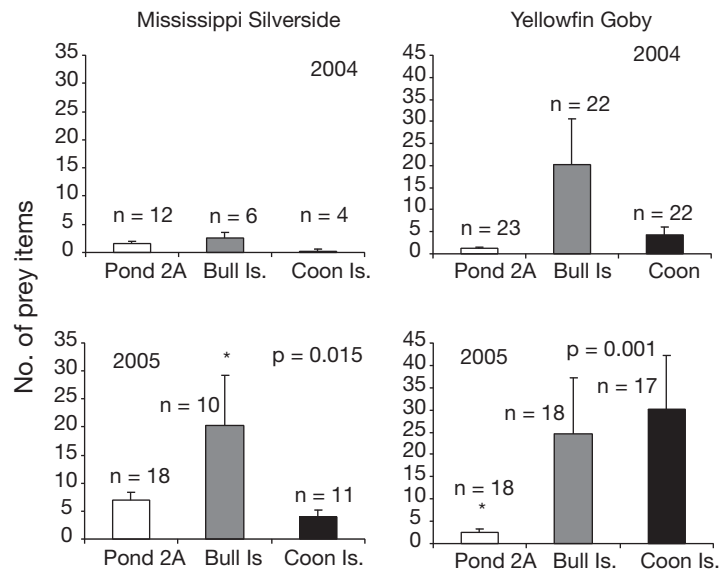 Mississippi Silverside
Yellowfin Goby
No. of prey items
35
30
25
20
15
10
5
0
2004
n = 12
n = 6
n = 4
Pond 2A
Bull Is.
Coon Is.
45
40
35
30
25
20
15
10
5
0
2004
n = 23
n = 22
n = 22
Pond 2A
Bull Is
Coon
35
30
25
20
15
10
5
0
2005
*
p = 0.015
n = 18
n = 10
n = 11
Pond 2A
Bull Is
Coon Is.
45
40
35
30
25
20
15
10
5
0
2005
p = 0.001
n = 18
*
n = 18
n = 17
Pond 2A
Bull Is.
Coon Is.